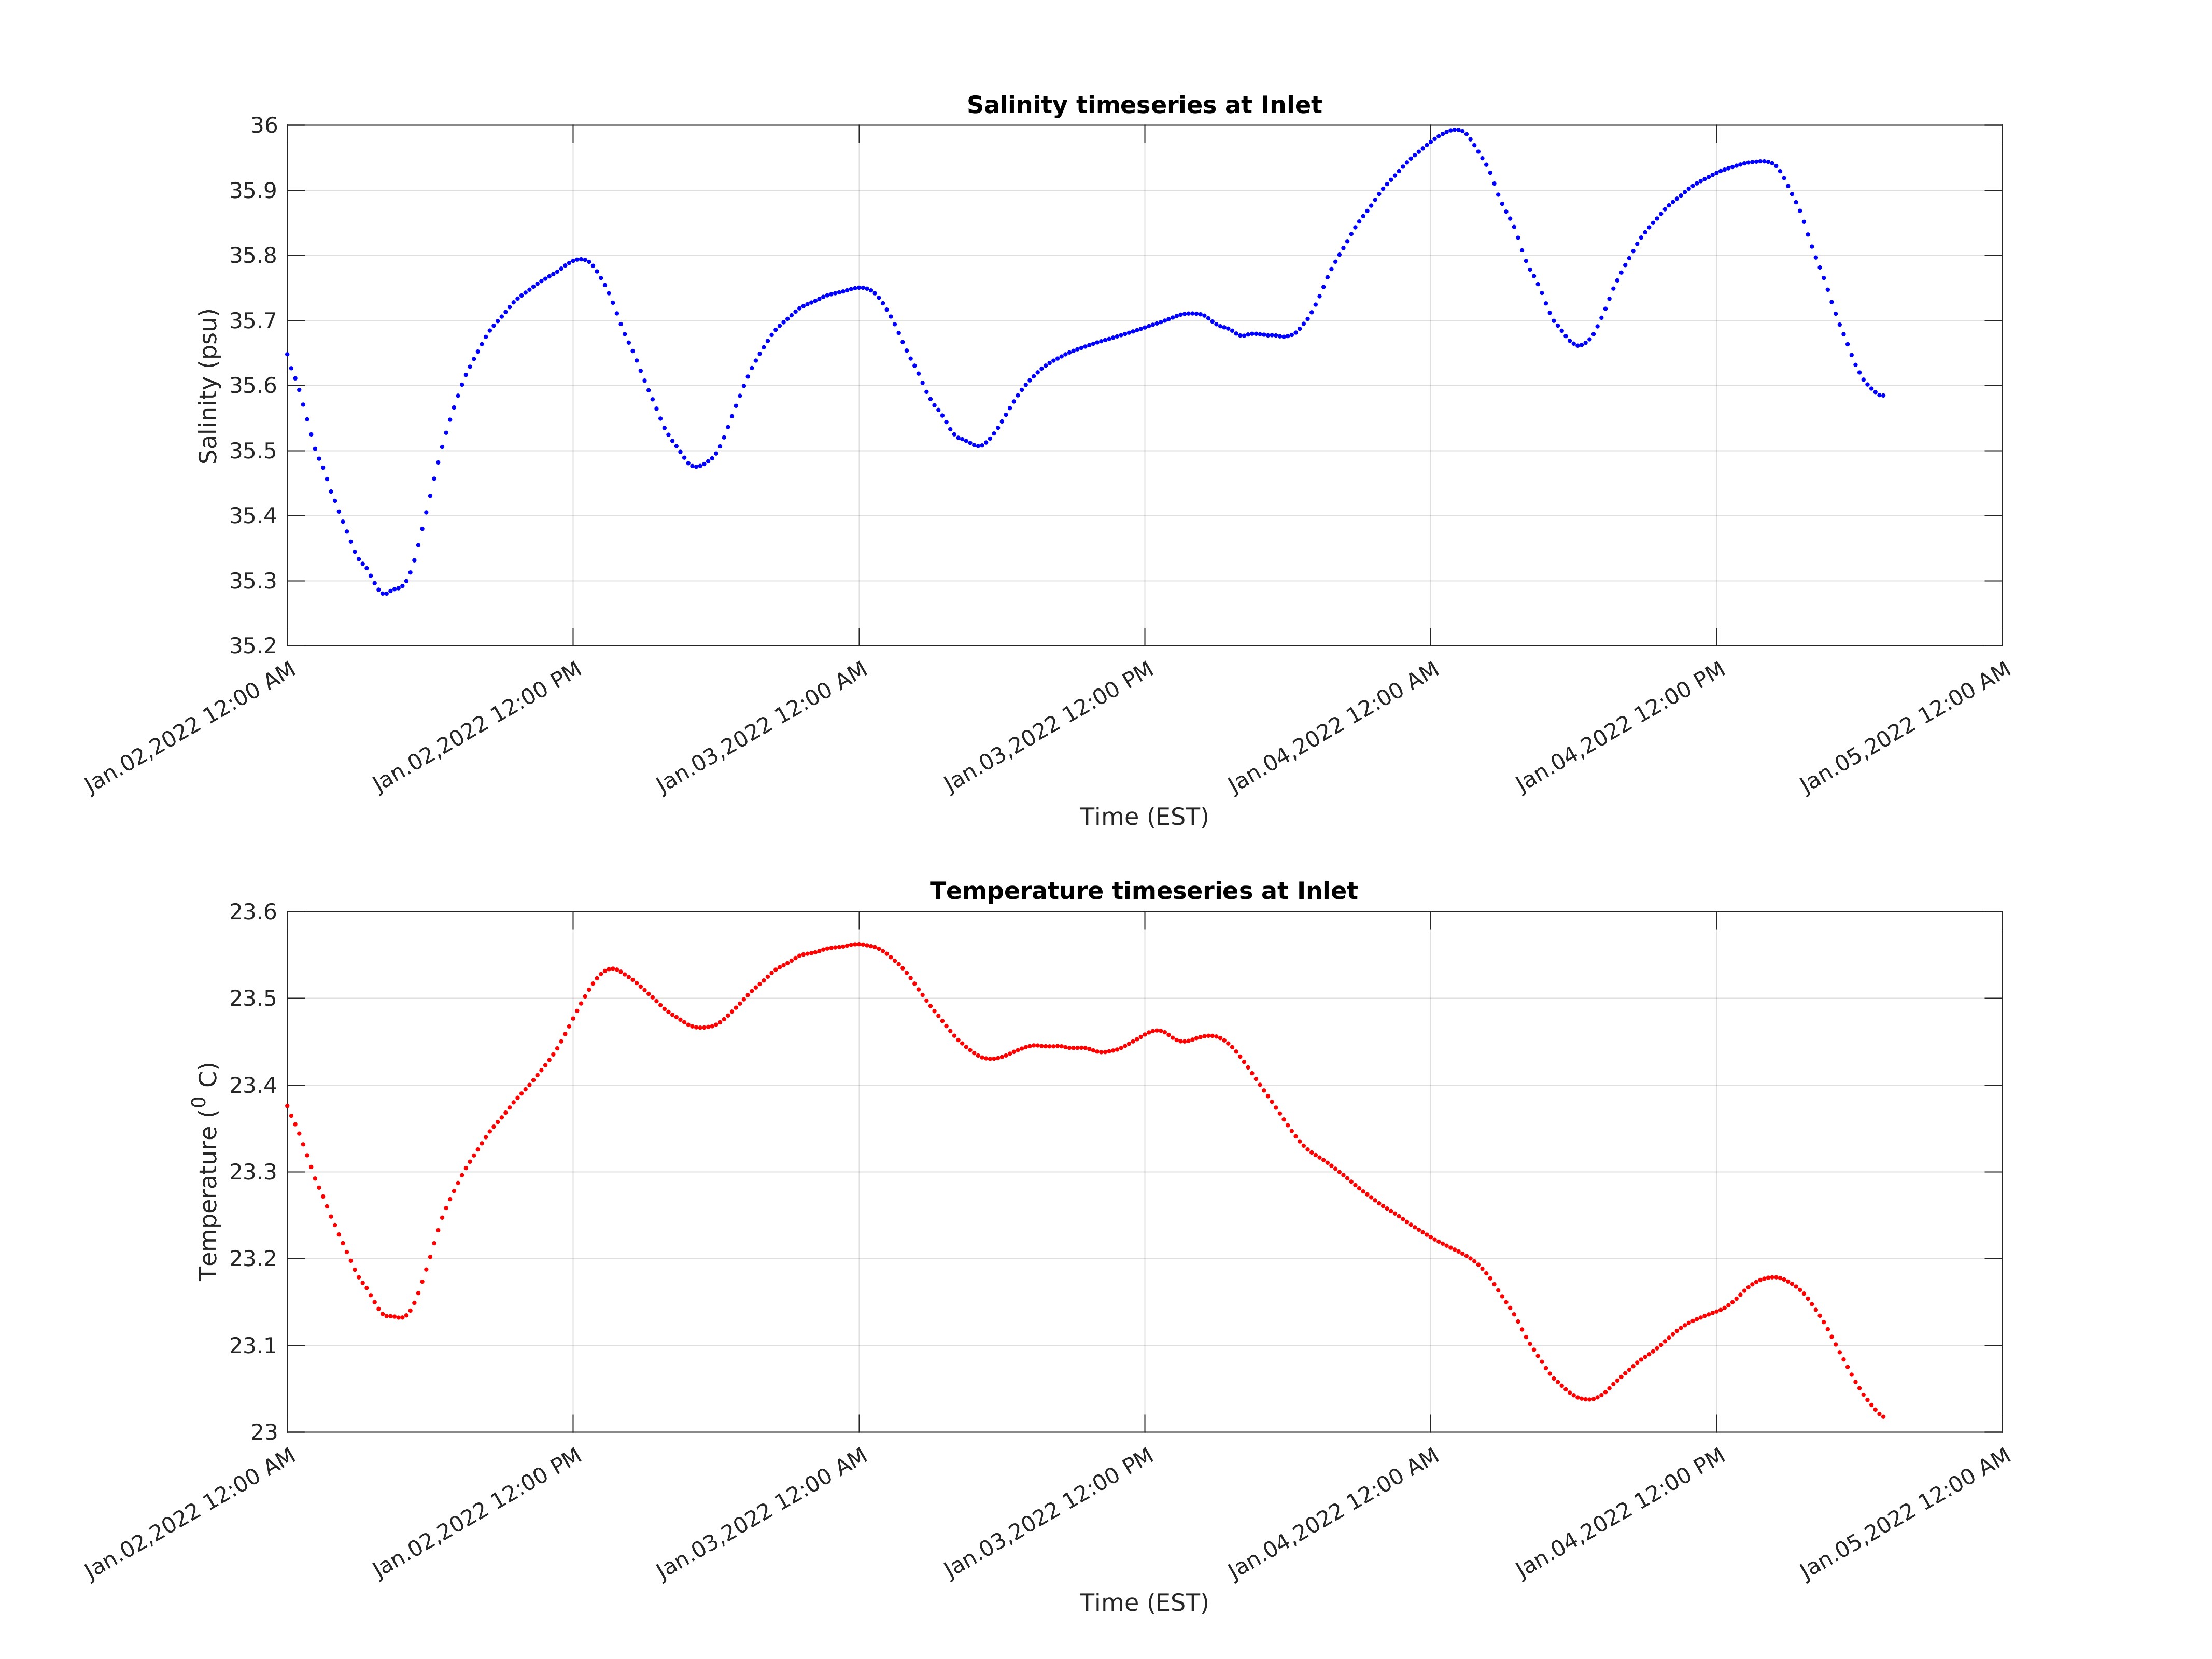 Salinity timeseries at Inlet
36
35.9
35.8
35.7
35.6
35.5
35.4
35.3
35.2
Salinity (psu)
Jan.02,2022 12:00 AM
Jan.02,2022 12:00 PM
Jan.03,2022 12:00 AM
Jan.03,2022 12:00 PM
Jan.04,2022 12:00 AM
Jan.04,2022 12:00 PM
Jan.05,2022 12:00 AM
Time (EST)
Temperature timeseries at Inlet
23.6
23.5
23.4
23.3
23.2
23.1
23
Temperature (⁰ C)
Jan.02,2022 12:00 AM
Jan.02,2022 12:00 PM
Jan.03,2022 12:00 AM
Jan.03,2022 12:00 PM
Jan.04,2022 12:00 AM
Jan.04,2022 12:00 PM
Jan.05,2022 12:00 AM
Time (EST)